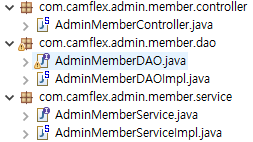 com.camflex.admin.member.controller
AdminMemberController.java
com.camflex.admin.member.dao
AdminMemberDAO.java
AdminMemberDAOImpl.java
com.camflex.admin.member.service
AdminMemberService.java
AdminMemberServiceImpl.java